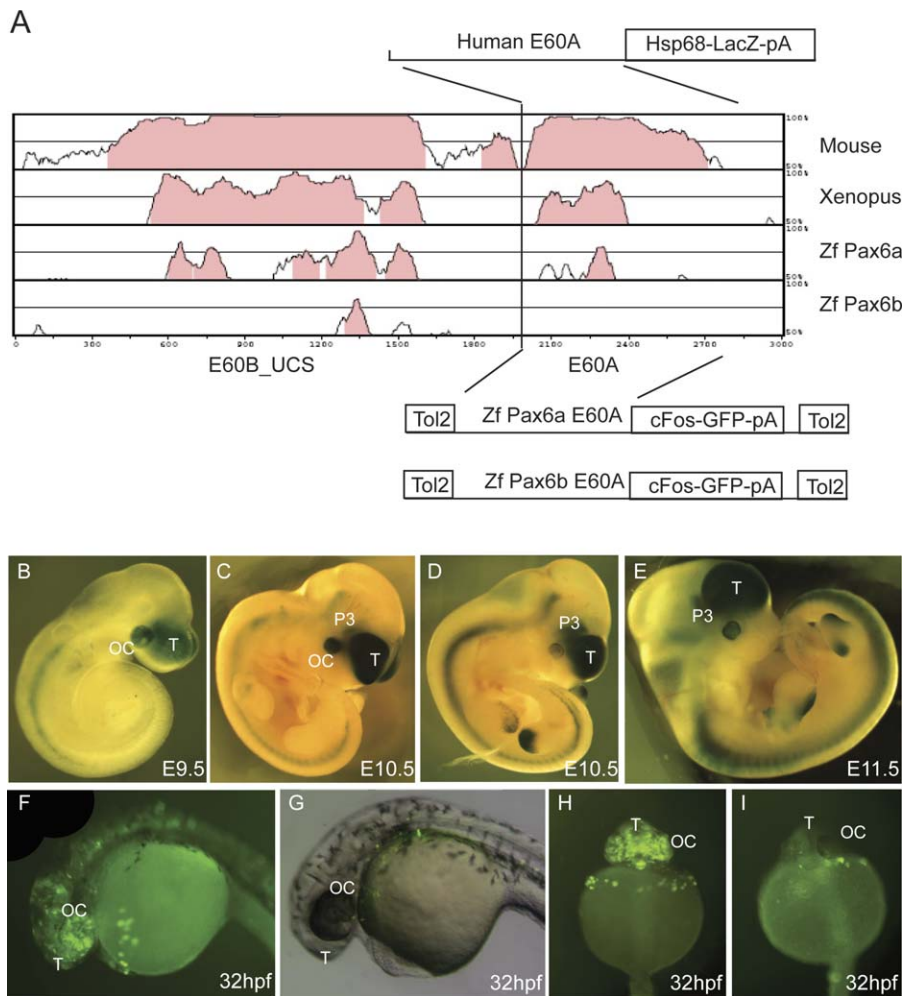 A
Human E60A Hsp68-LacZ-pA
100%
Mouse
50%
100%
Xenopus
50%
100%
Zf Pax6a
50%
100%
Zf Pax6b
50%
0 300 600 900 1200 1500 1800 2100 2400 2700 3000
E60B_UCS E60A
Tol2 Zf Pax6a E60A cFos-GFP-pA Tol2
Tol2 Zf Pax6b E60A cFos-GFP-pA Tol2
B OC T E9.5
C P3 OC T E10.5
D P3 T E10.5
E P3 T E11.5
F OC T 32hpf
G OC T 32hpf
H T OC 32hpf
I T OC 32hpf